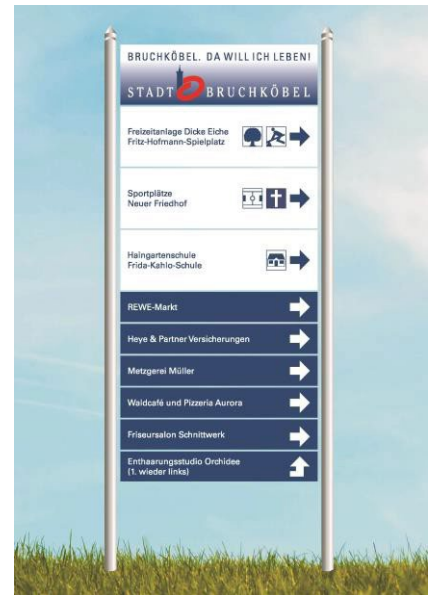 BRUCHKÖBEL. DA WILL ICH LEBEN!
STADT BRUCHKÖBEL
Freizeitanlage Dicke Eiche
Fritz-Hofmann-Spielplatz
Sportplätze
Neuer Friedhof
Haingartenschule
Frida-Kahlo-Schule
REWE-Markt
Heye & Partner Versicherungen
Metzgerei Müller
Waldcafé und Pizzeria Aurora
Friseursalon Schnittwerk
Enthaarungsstudio Orchidee
(1. wieder links)